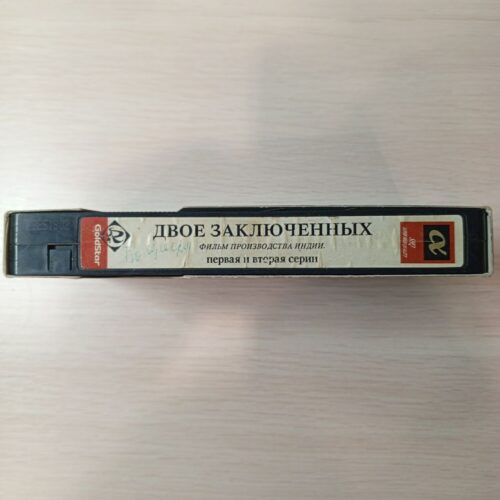 GoldStar
ДВОЕ ЗАКЛЮЧЕННЫХ
ФИЛЬМ ПРОИЗВОДСТВА ИНДИИ.
первая и вторая серии